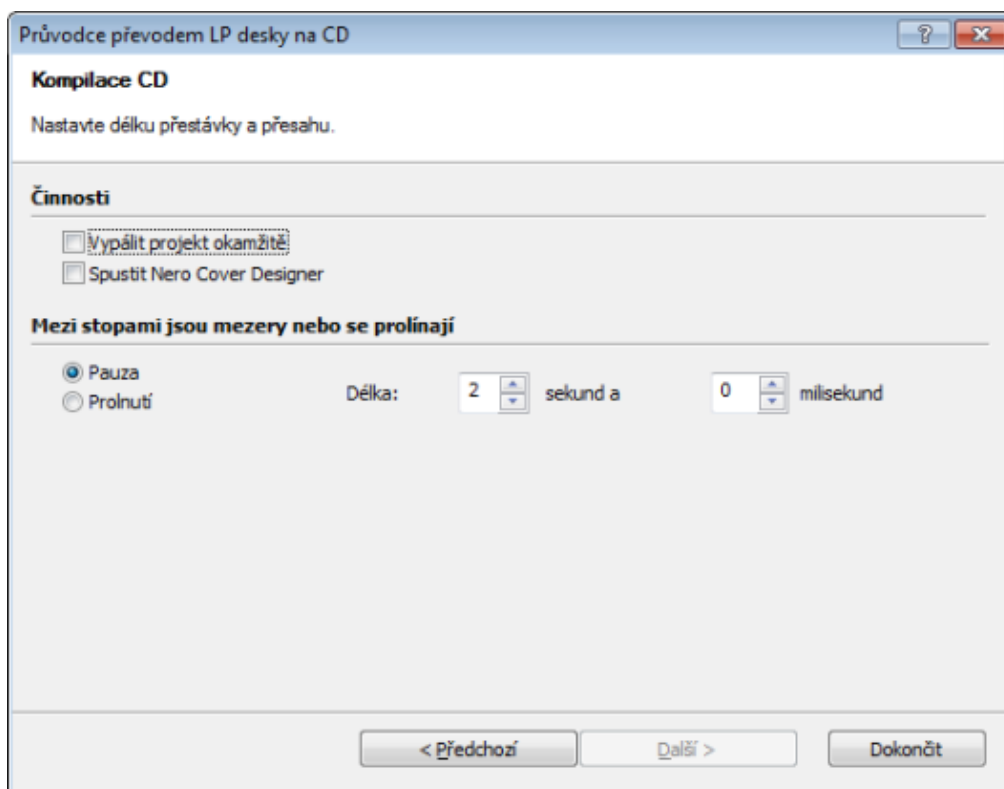 Průvodce převodem LP desky na CD
Kompilace CD
Nastavte délku přestávky a přesahu.
Činnosti
Vypálit projekt okamžitě
Spustit Nero Cover Designer
Mezi stopami jsou mezery nebo se prolínají
Pauza
Prolnutí
Délka: 2 sekund a 0 milisekund
< Předchozí Další > Dokončit